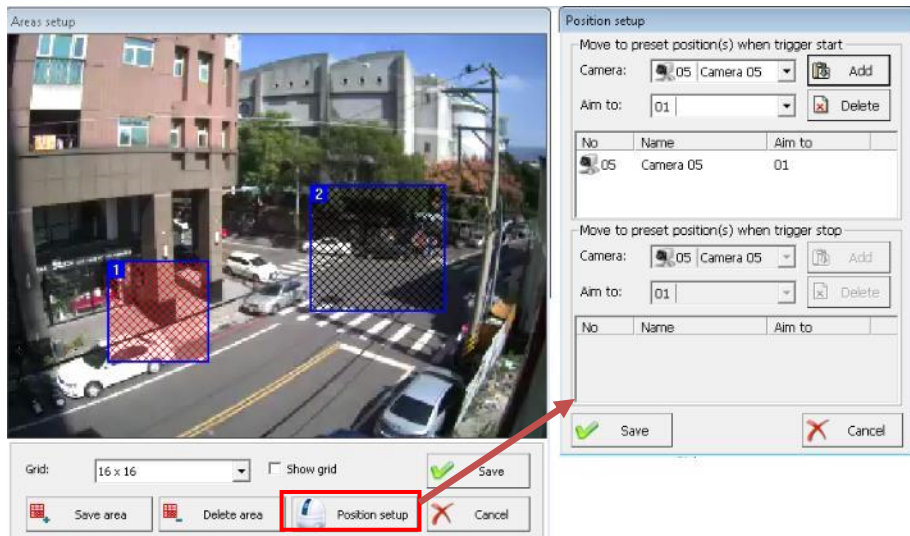 Areas setup
1
2
Grid:
16 x 16
Show grid
Save
Save area
Delete area
Position setup
Cancel
Position setup
Move to preset position(s) when trigger start
Camera:
05 Camera 05
Add
Aim to:
01
Delete
No Name Aim to
05 Camera 05 01
Move to preset position(s) when trigger stop
Camera:
05 Camera 05
Add
Aim to:
01
Delete
No Name Aim to
Save
Cancel